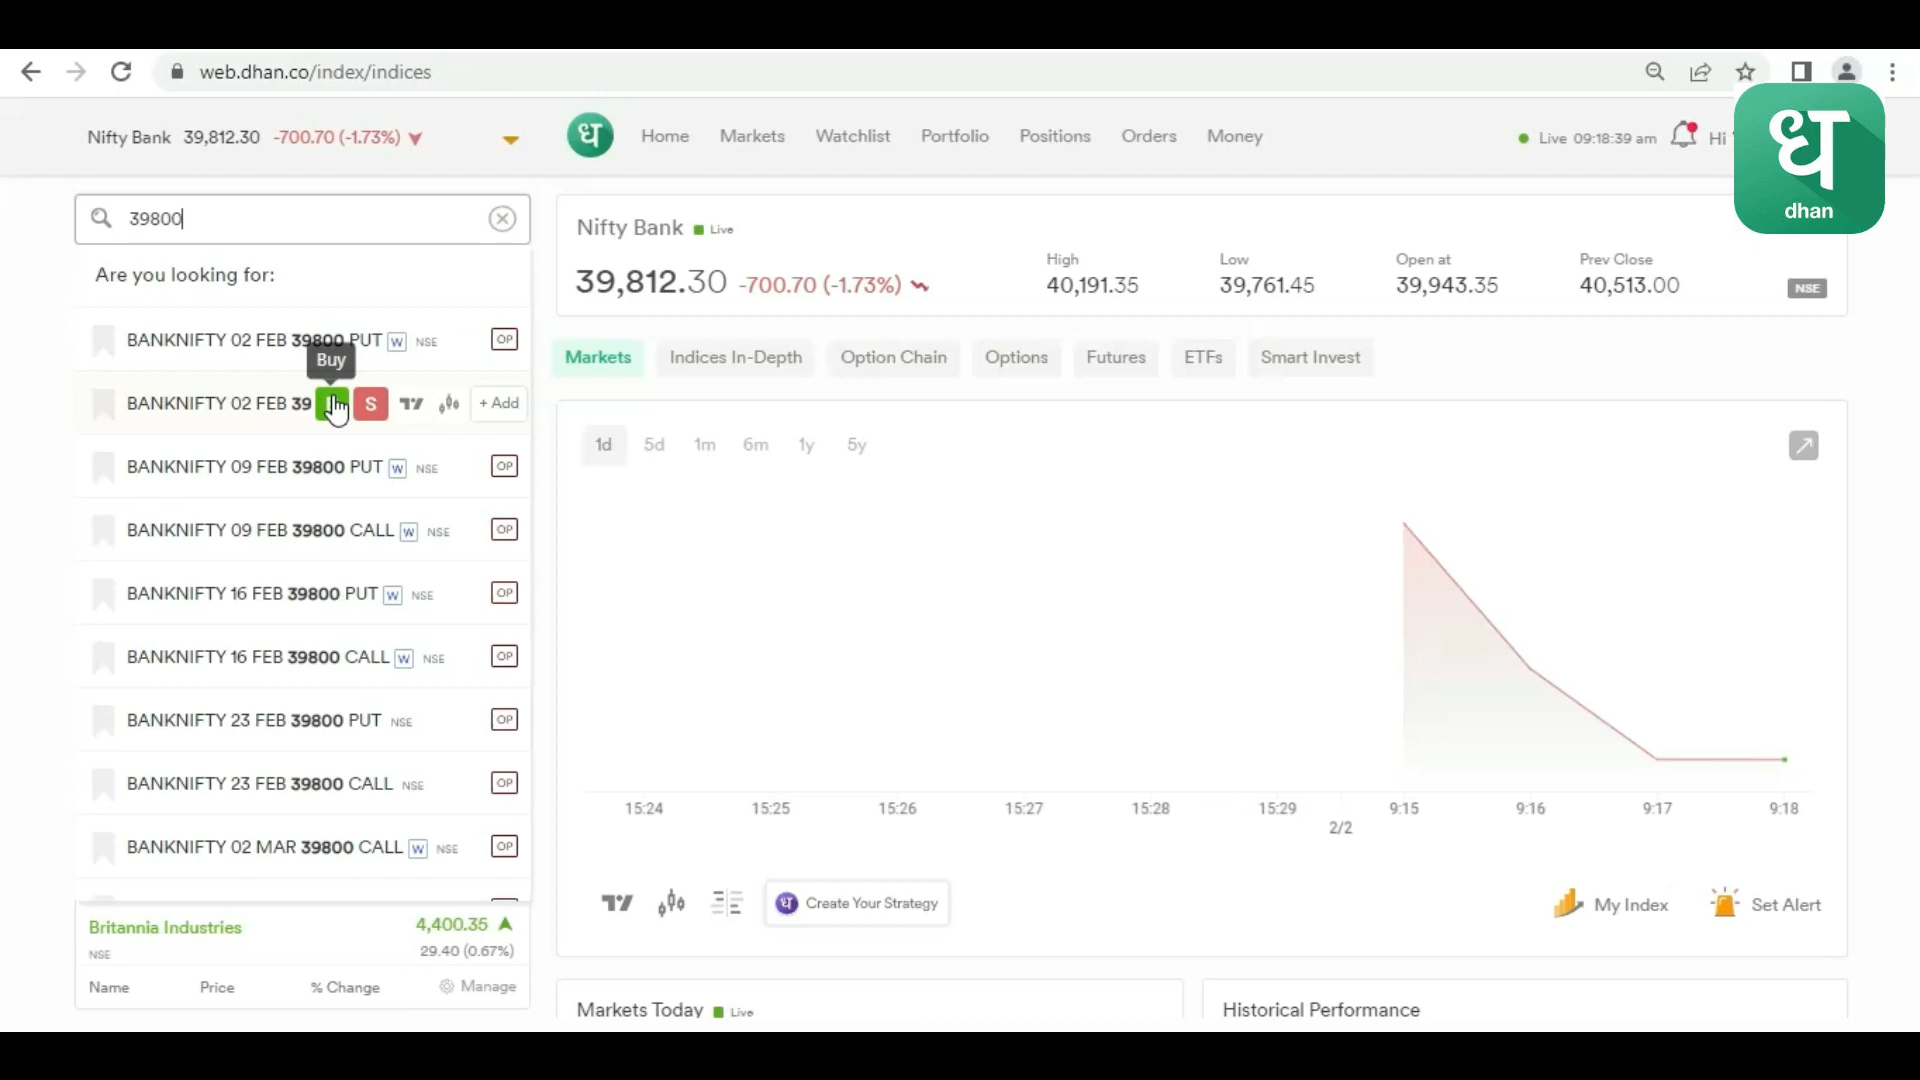 web.dhan.co/index/indices
Nifty Bank 39,812.30 -700.70 (-1.73%)
ध
Home Markets Watchlist Portfolio Positions Orders Money
Live 09:18:39 am Hi
ध
dhan
39800
Are you looking for:
BANKNIFTY 02 FEB 39800 PUT W NSE OP
Buy
BANKNIFTY 02 FEB 39 S + Add
BANKNIFTY 09 FEB 39800 PUT W NSE OP
BANKNIFTY 09 FEB 39800 CALL W NSE OP
BANKNIFTY 16 FEB 39800 PUT W NSE OP
BANKNIFTY 16 FEB 39800 CALL W NSE OP
BANKNIFTY 23 FEB 39800 PUT NSE OP
BANKNIFTY 23 FEB 39800 CALL NSE OP
BANKNIFTY 02 MAR 39800 CALL W NSE OP
Britannia Industries 4,400.35
NSE 29.40 (0.67%)
Name Price % Change Manage
Nifty Bank Live
39,812.30 -700.70 (-1.73%)
High Low Open at Prev Close
40,191.35 39,761.45 39,943.35 40,513.00 NSE
Markets Indices In-Depth Option Chain Options Futures ETFs Smart Invest
1d 5d 1m 6m 1y 5y
15:24 15:25 15:26 15:27 15:28 15:29 9:15 9:16 9:17 9:18
2/2
ध Create Your Strategy My Index Set Alert
Markets Today Live
Historical Performance